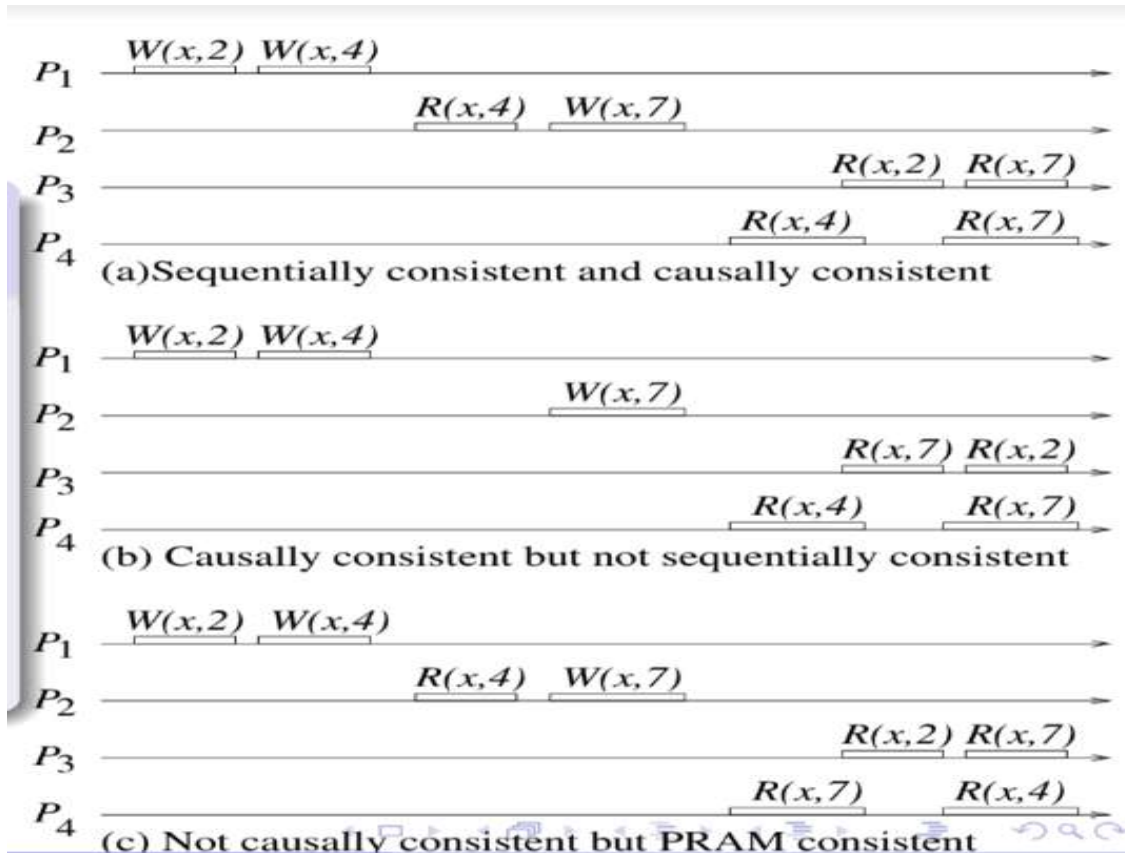 W(x,2) W(x,4)
P1
R(x,4) W(x,7)
P2
R(x,2) R(x,7)
P3
R(x,4) R(x,7)
P4
(a)Sequentially consistent and causally consistent
W(x,2) W(x,4)
P1
W(x,7)
P2
R(x,7) R(x,2)
P3
R(x,4) R(x,7)
P4
(b) Causally consistent but not sequentially consistent
W(x,2) W(x,4)
P1
R(x,4) W(x,7)
P2
R(x,2) R(x,7)
P3
R(x,7) R(x,4)
P4
(c) Not causally consistent but PRAM consistent